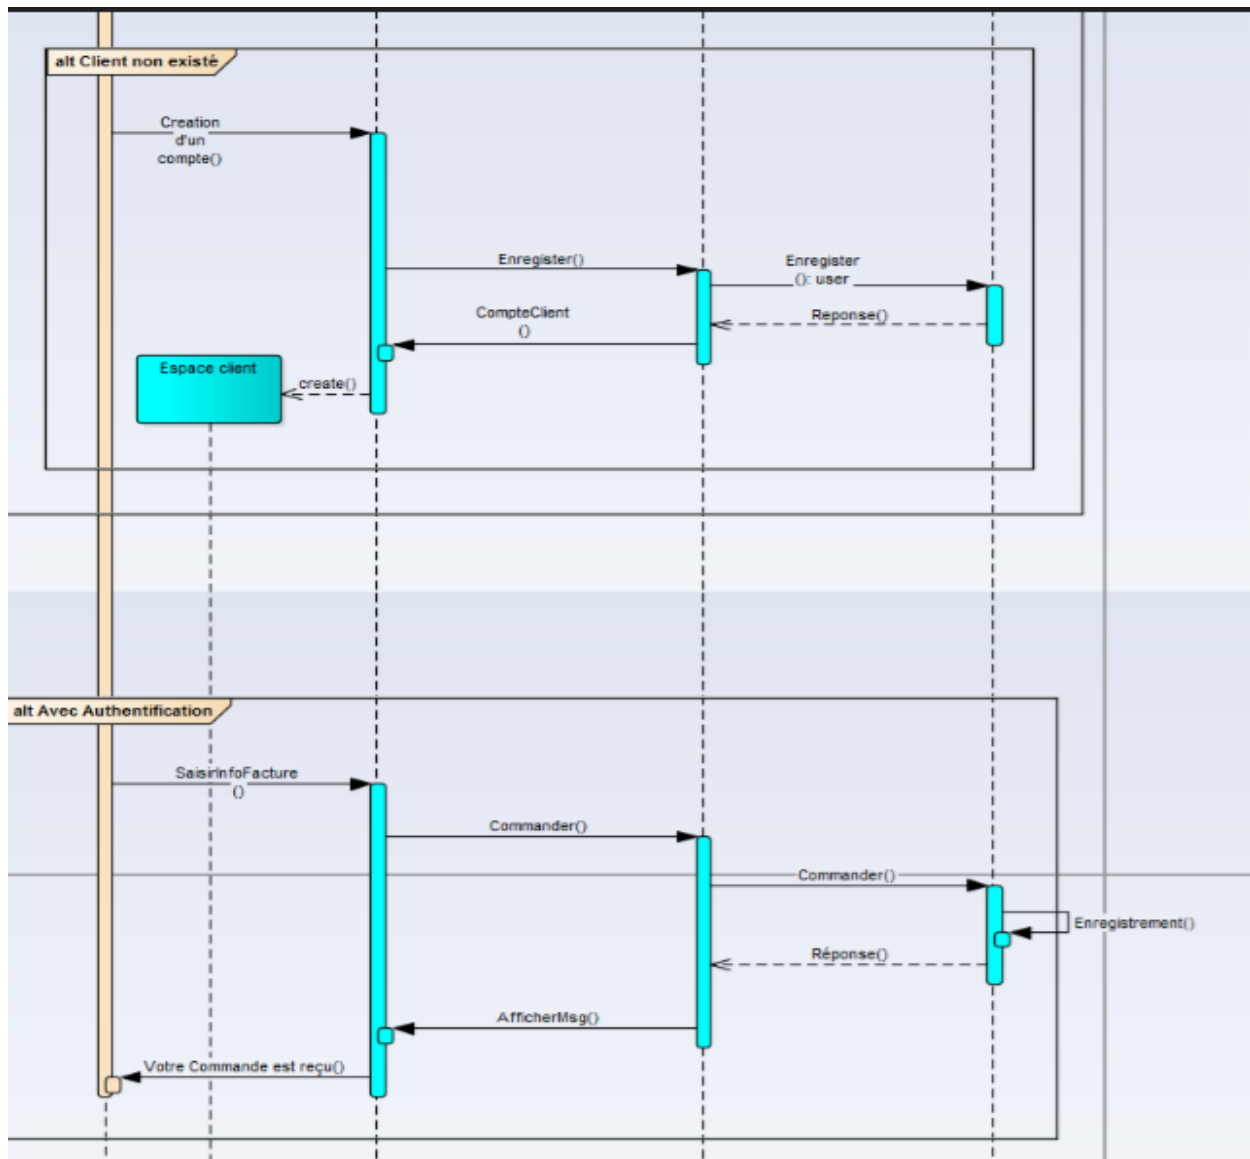 alt Client non existé
Creation
d'un
compte()
Enregister()
Enregister
(): user
CompteClient
()
Reponse()
Espace client
create()
alt Avec Authentification
SaisirInfoFacture
()
Commander()
Commander()
Enregistrement()
Réponse()
AfficherMsg()
Votre Commande est reçu()